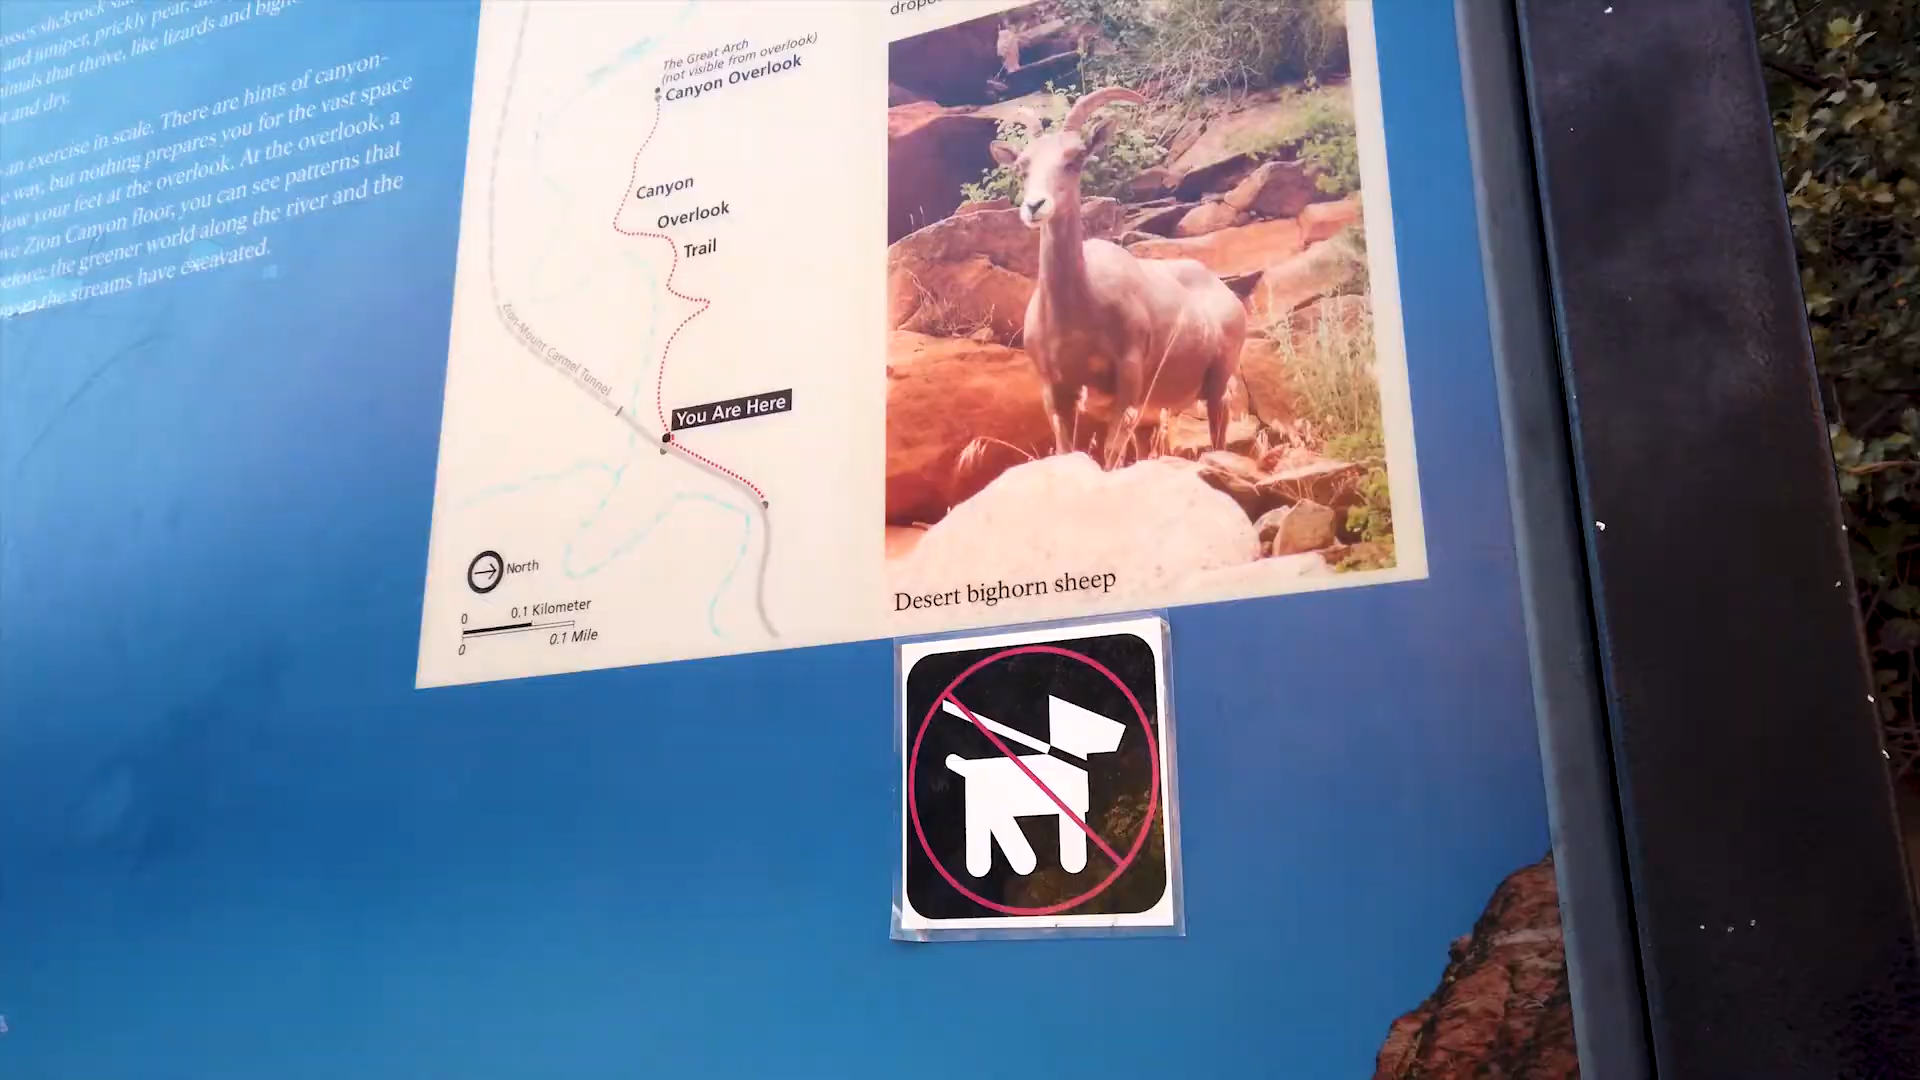 slickrock
and juniper, prickly pear,
that thrive, like lizards and
and dry.
an exercise in scale. There are hints of canyon-
way, but nothing prepares you for the vast space
your feet at the overlook. At the overlook, a
Zion Canyon floor, you can see patterns that
the greener world along the river and the
the streams have excavated.
The Great Arch
(not visible from overlook)
Canyon Overlook
Canyon
Overlook
Trail
Zion-Mount Carmel Tunnel
You Are Here
North
0 0.1 Kilometer
0 0.1 Mile
Desert bighorn sheep